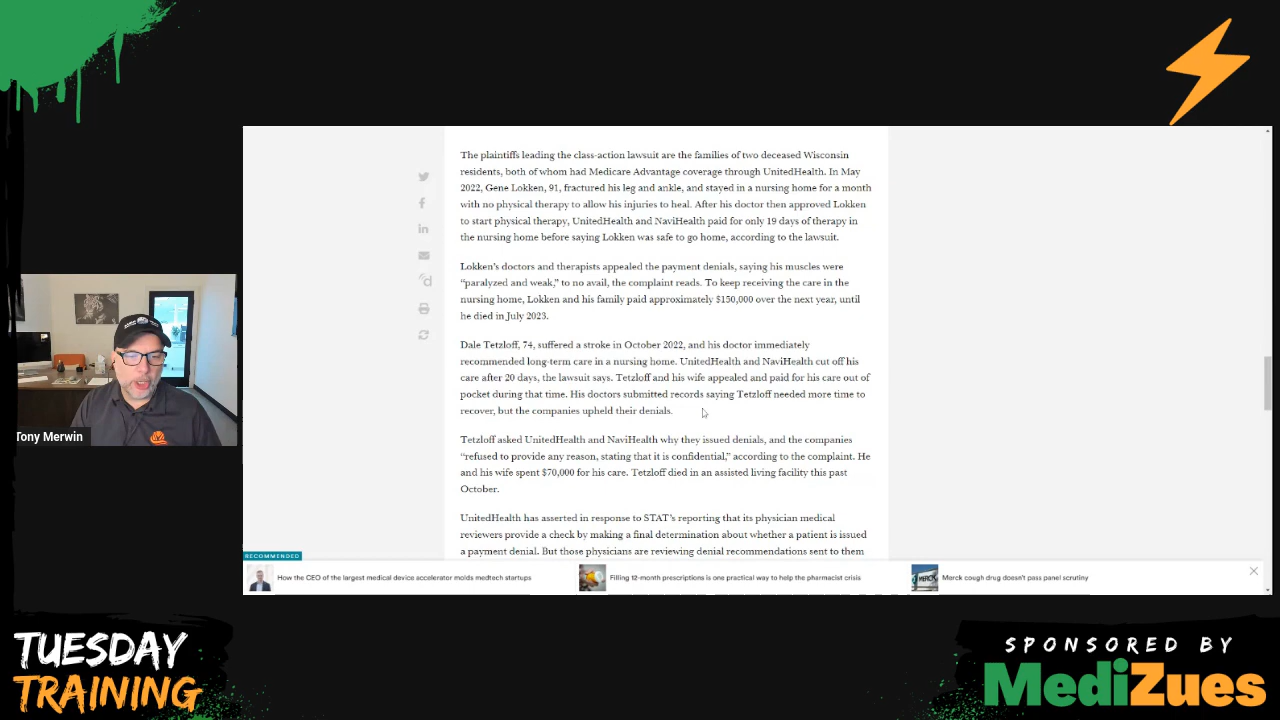 The plaintiffs leading the class-action lawsuit are the families of two deceased Wisconsin
residents, both of whom had Medicare Advantage coverage through UnitedHealth. In May
2022, Gene Lokken, 91, fractured his leg and ankle, and stayed in a nursing home for a month
with no physical therapy to allow his injuries to heal. After his doctor then approved Lokken
to start physical therapy, UnitedHealth and NaviHealth paid for only 19 days of therapy in
the nursing home before saying Lokken was safe to go home, according to the lawsuit.
Lokken's doctors and therapists appealed the payment denials, saying his muscles were
“paralyzed and weak,” to no avail, the complaint reads. To keep receiving the care in the
nursing home, Lokken and his family paid approximately $150,000 over the next year, until
he died in July 2023.
Dale Tetzloff, 74, suffered a stroke in October 2022, and his doctor immediately
recommended long-term care in a nursing home. UnitedHealth and NaviHealth cut off his
care after 20 days, the lawsuit says. Tetzloff and his wife appealed and paid for his care out of
pocket during that time. His doctors submitted records saying Tetzloff needed more time to
recover, but the companies upheld their denials.
Tetzloff asked UnitedHealth and NaviHealth why they issued denials, and the companies
“refused to provide any reason, stating that it is confidential,” according to the complaint. He
and his wife spent $70,000 for his care. Tetzloff died in an assisted living facility this past
October.
UnitedHealth has asserted in response to STAT's reporting that its physician medical
reviewers provide a check by making a final determination about whether a patient is issued
a payment denial. But those physicians are reviewing denial recommendations sent to them
RECOMMENDED
How the CEO of the largest medical device accelerator molds medtech startups
Filling 12-month prescriptions is one practical way to help the pharmacist crisis
MERCK
Merck cough drug doesn't pass panel scrutiny
Tony Merwin
TUESDAY
TRAINING
SPONSORED BY
MediZues